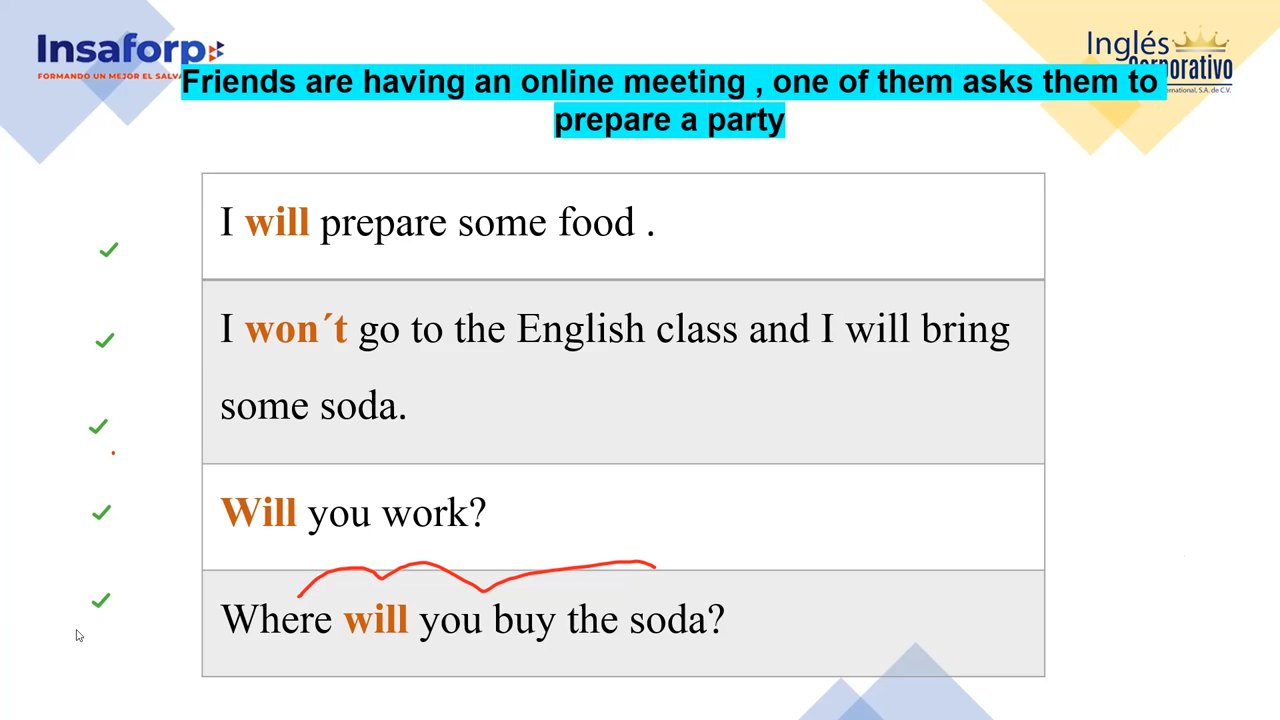 Insaforp
FORMANDO UN MEJOR EL SALVA
Inglés
Corporativo
Friends are having an online meeting , one of them asks them to
prepare a party
I will prepare some food .
I won´t go to the English class and I will bring
some soda.
Will you work?
Where will you buy the soda?